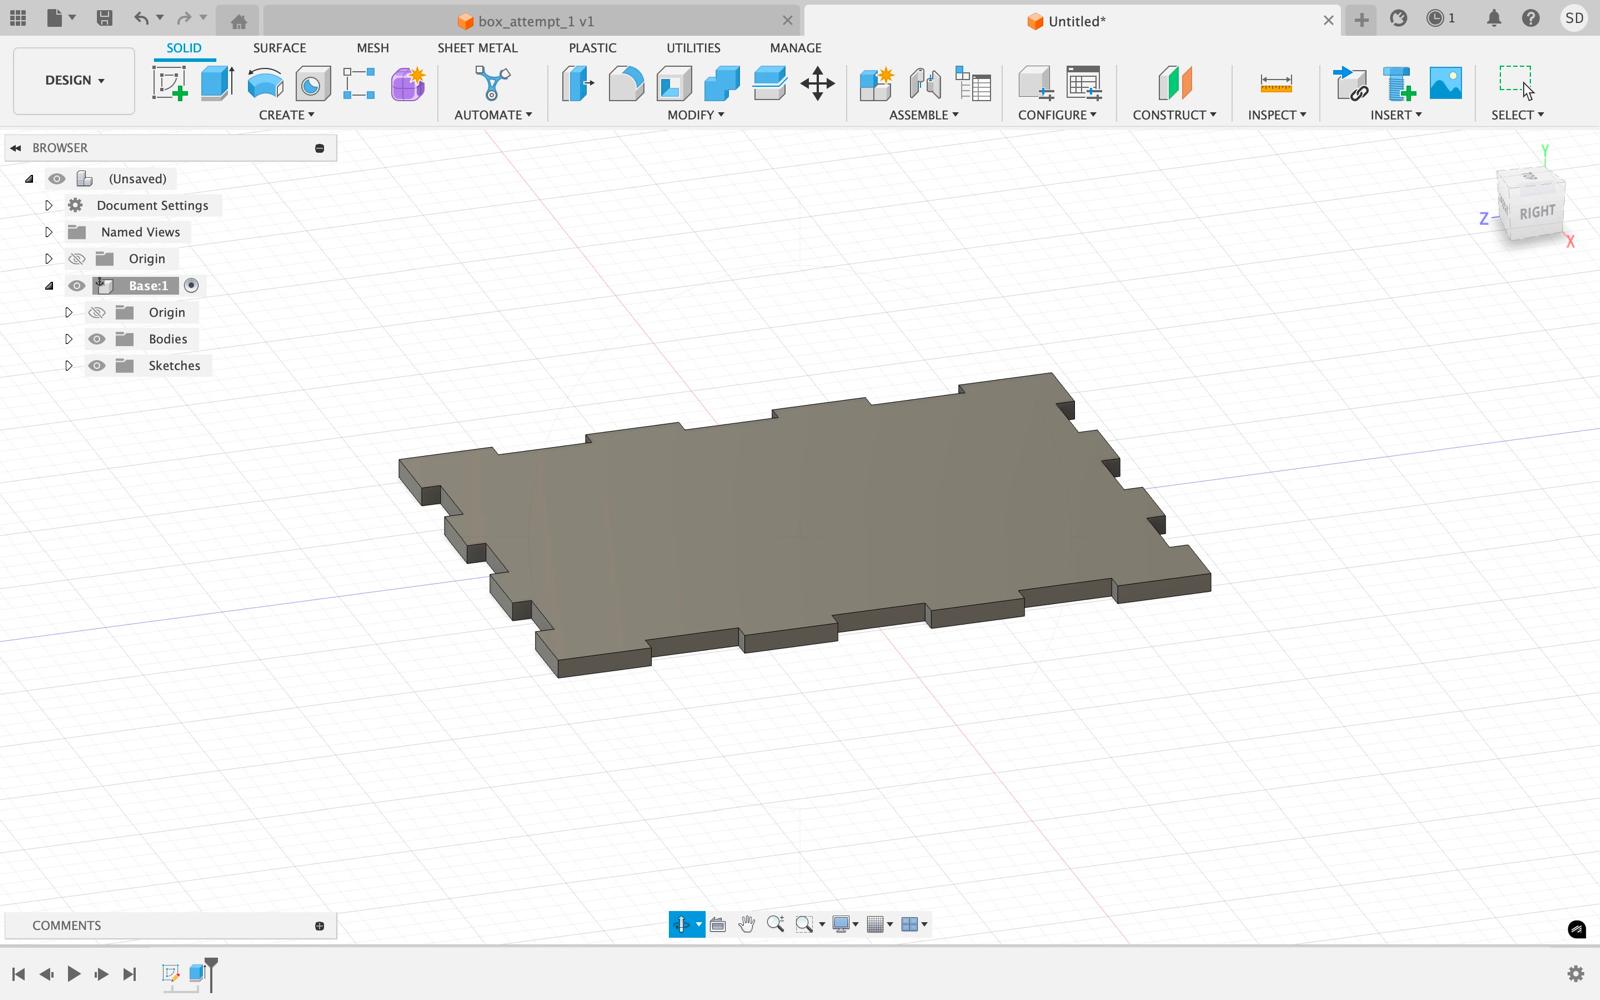 box_attempt_1 v1
Untitled*
1
SD
DESIGN
SOLID
SURFACE
MESH
SHEET METAL
PLASTIC
UTILITIES
MANAGE
CREATE
AUTOMATE
MODIFY
ASSEMBLE
CONFIGURE
CONSTRUCT
INSPECT
INSERT
SELECT
BROWSER
(Unsaved)
Document Settings
Named Views
Origin
Base:1
Origin
Bodies
Sketches
Y
RIGHT
Z
X
COMMENTS